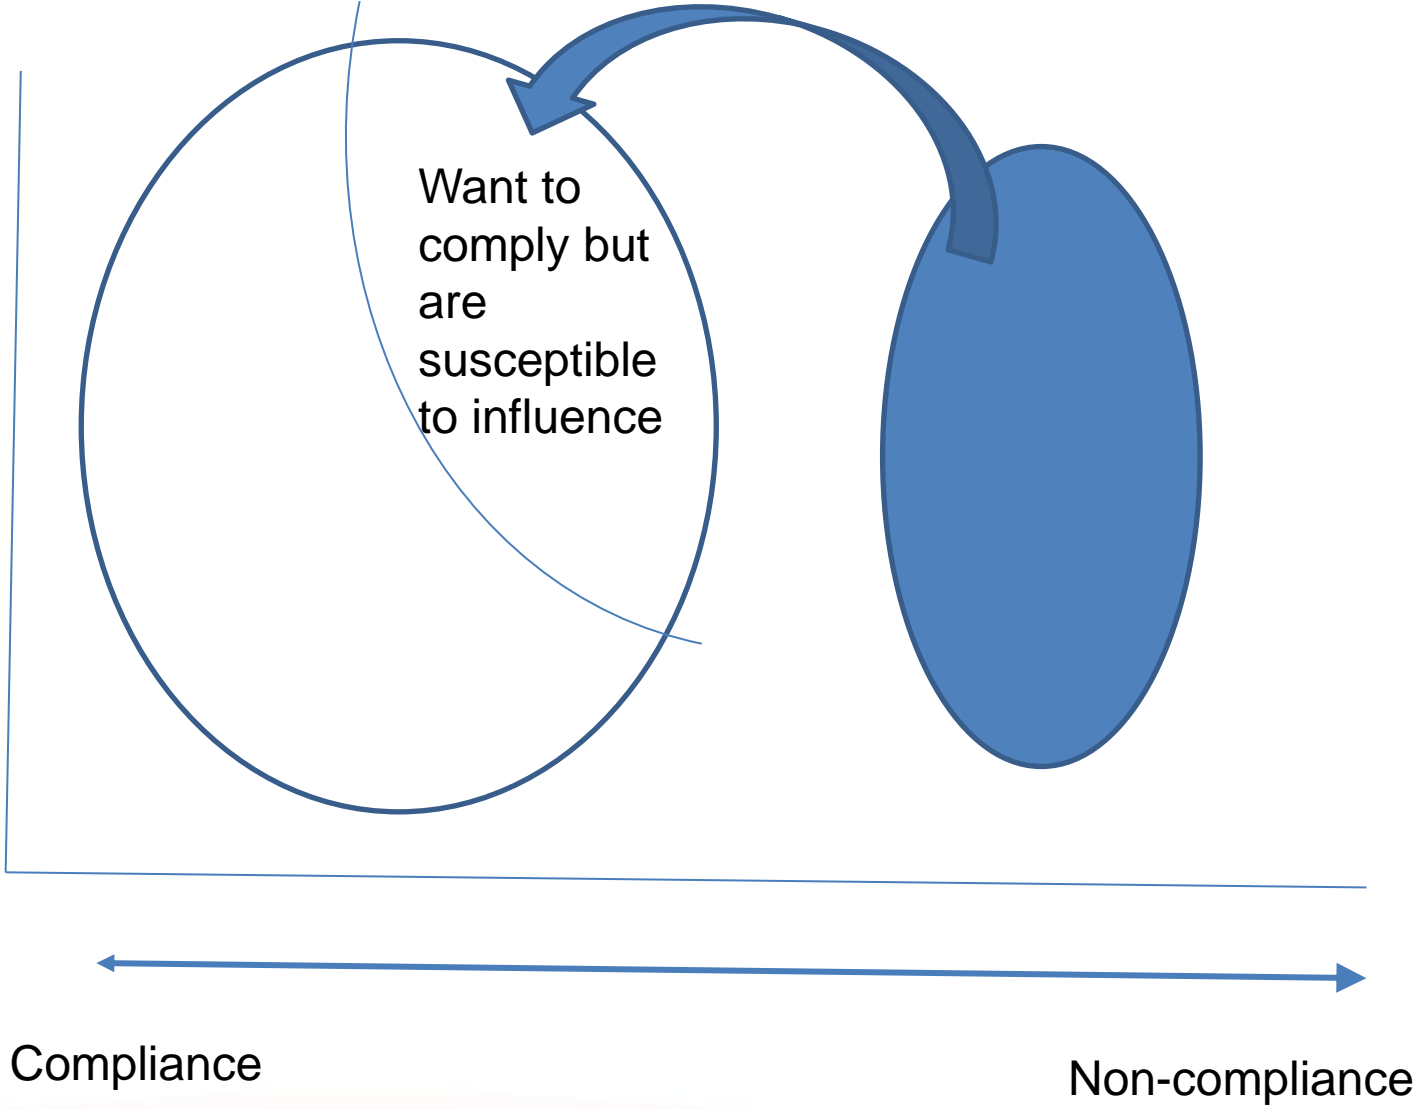 Want to
comply but
are
susceptible
to influence
Compliance
Non-compliance